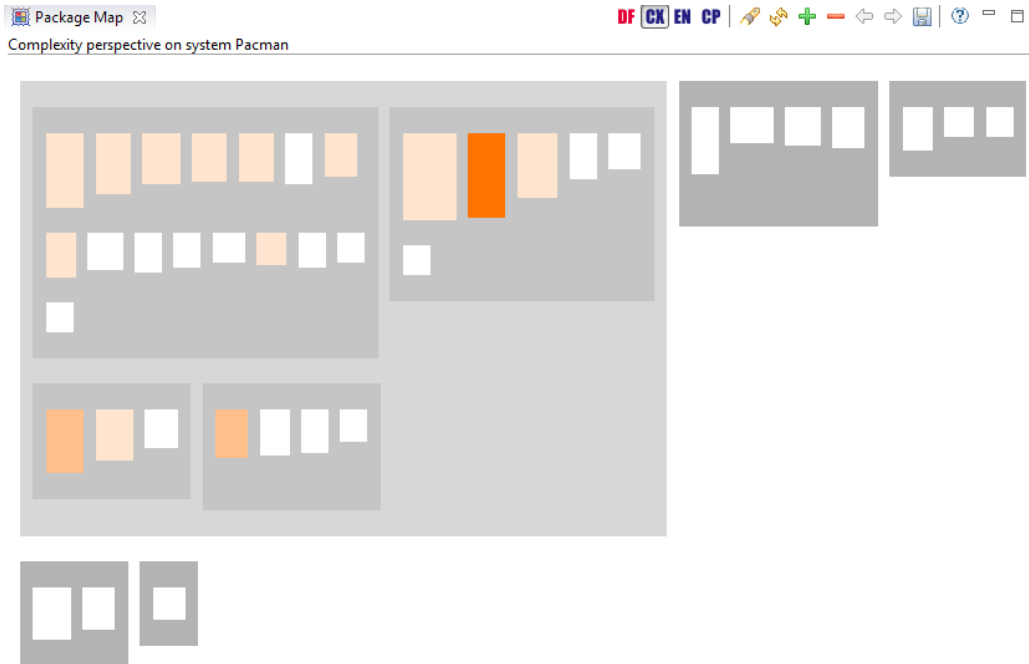 Package Map
DF CX EN CP
Complexity perspective on system Pacman